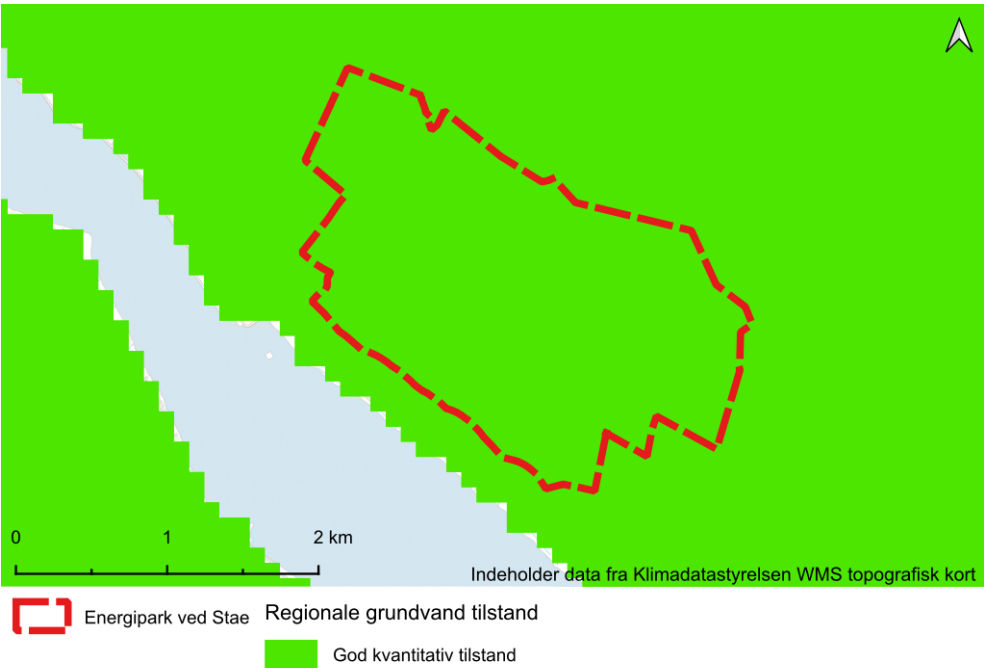 0 1 2 km
Indeholder data fra Klimadatastyrelsen WMS topografisk kort
Energipark ved Stae
Regionale grundvand tilstand
God kvantitativ tilstand